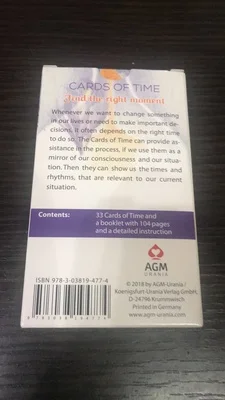 CARDS OF TIME
Find the right moment
Whenever we want to change something
in our lives or need to make important de-
cisions, it often depends on the right time
to do so. The Cards of Time can provide as-
sistance in the process, if we use them as a
mirror of our consciousness and our situa-
tion. Then they can show us the times and
rhythms, that are relevant to our current
situation.
Contents:
33 Cards of Time and
a booklet with 104 pages
and a detailed instruction
ISBN 978-3-03819-477-4
AGM
URANIA
© 2018 by AGM-Urania /
Koenigsfurt-Urania Verlag GmbH,
D-24796 Krummwisch
Printed in Germany
www.agm-urania.com
9 783038 194774